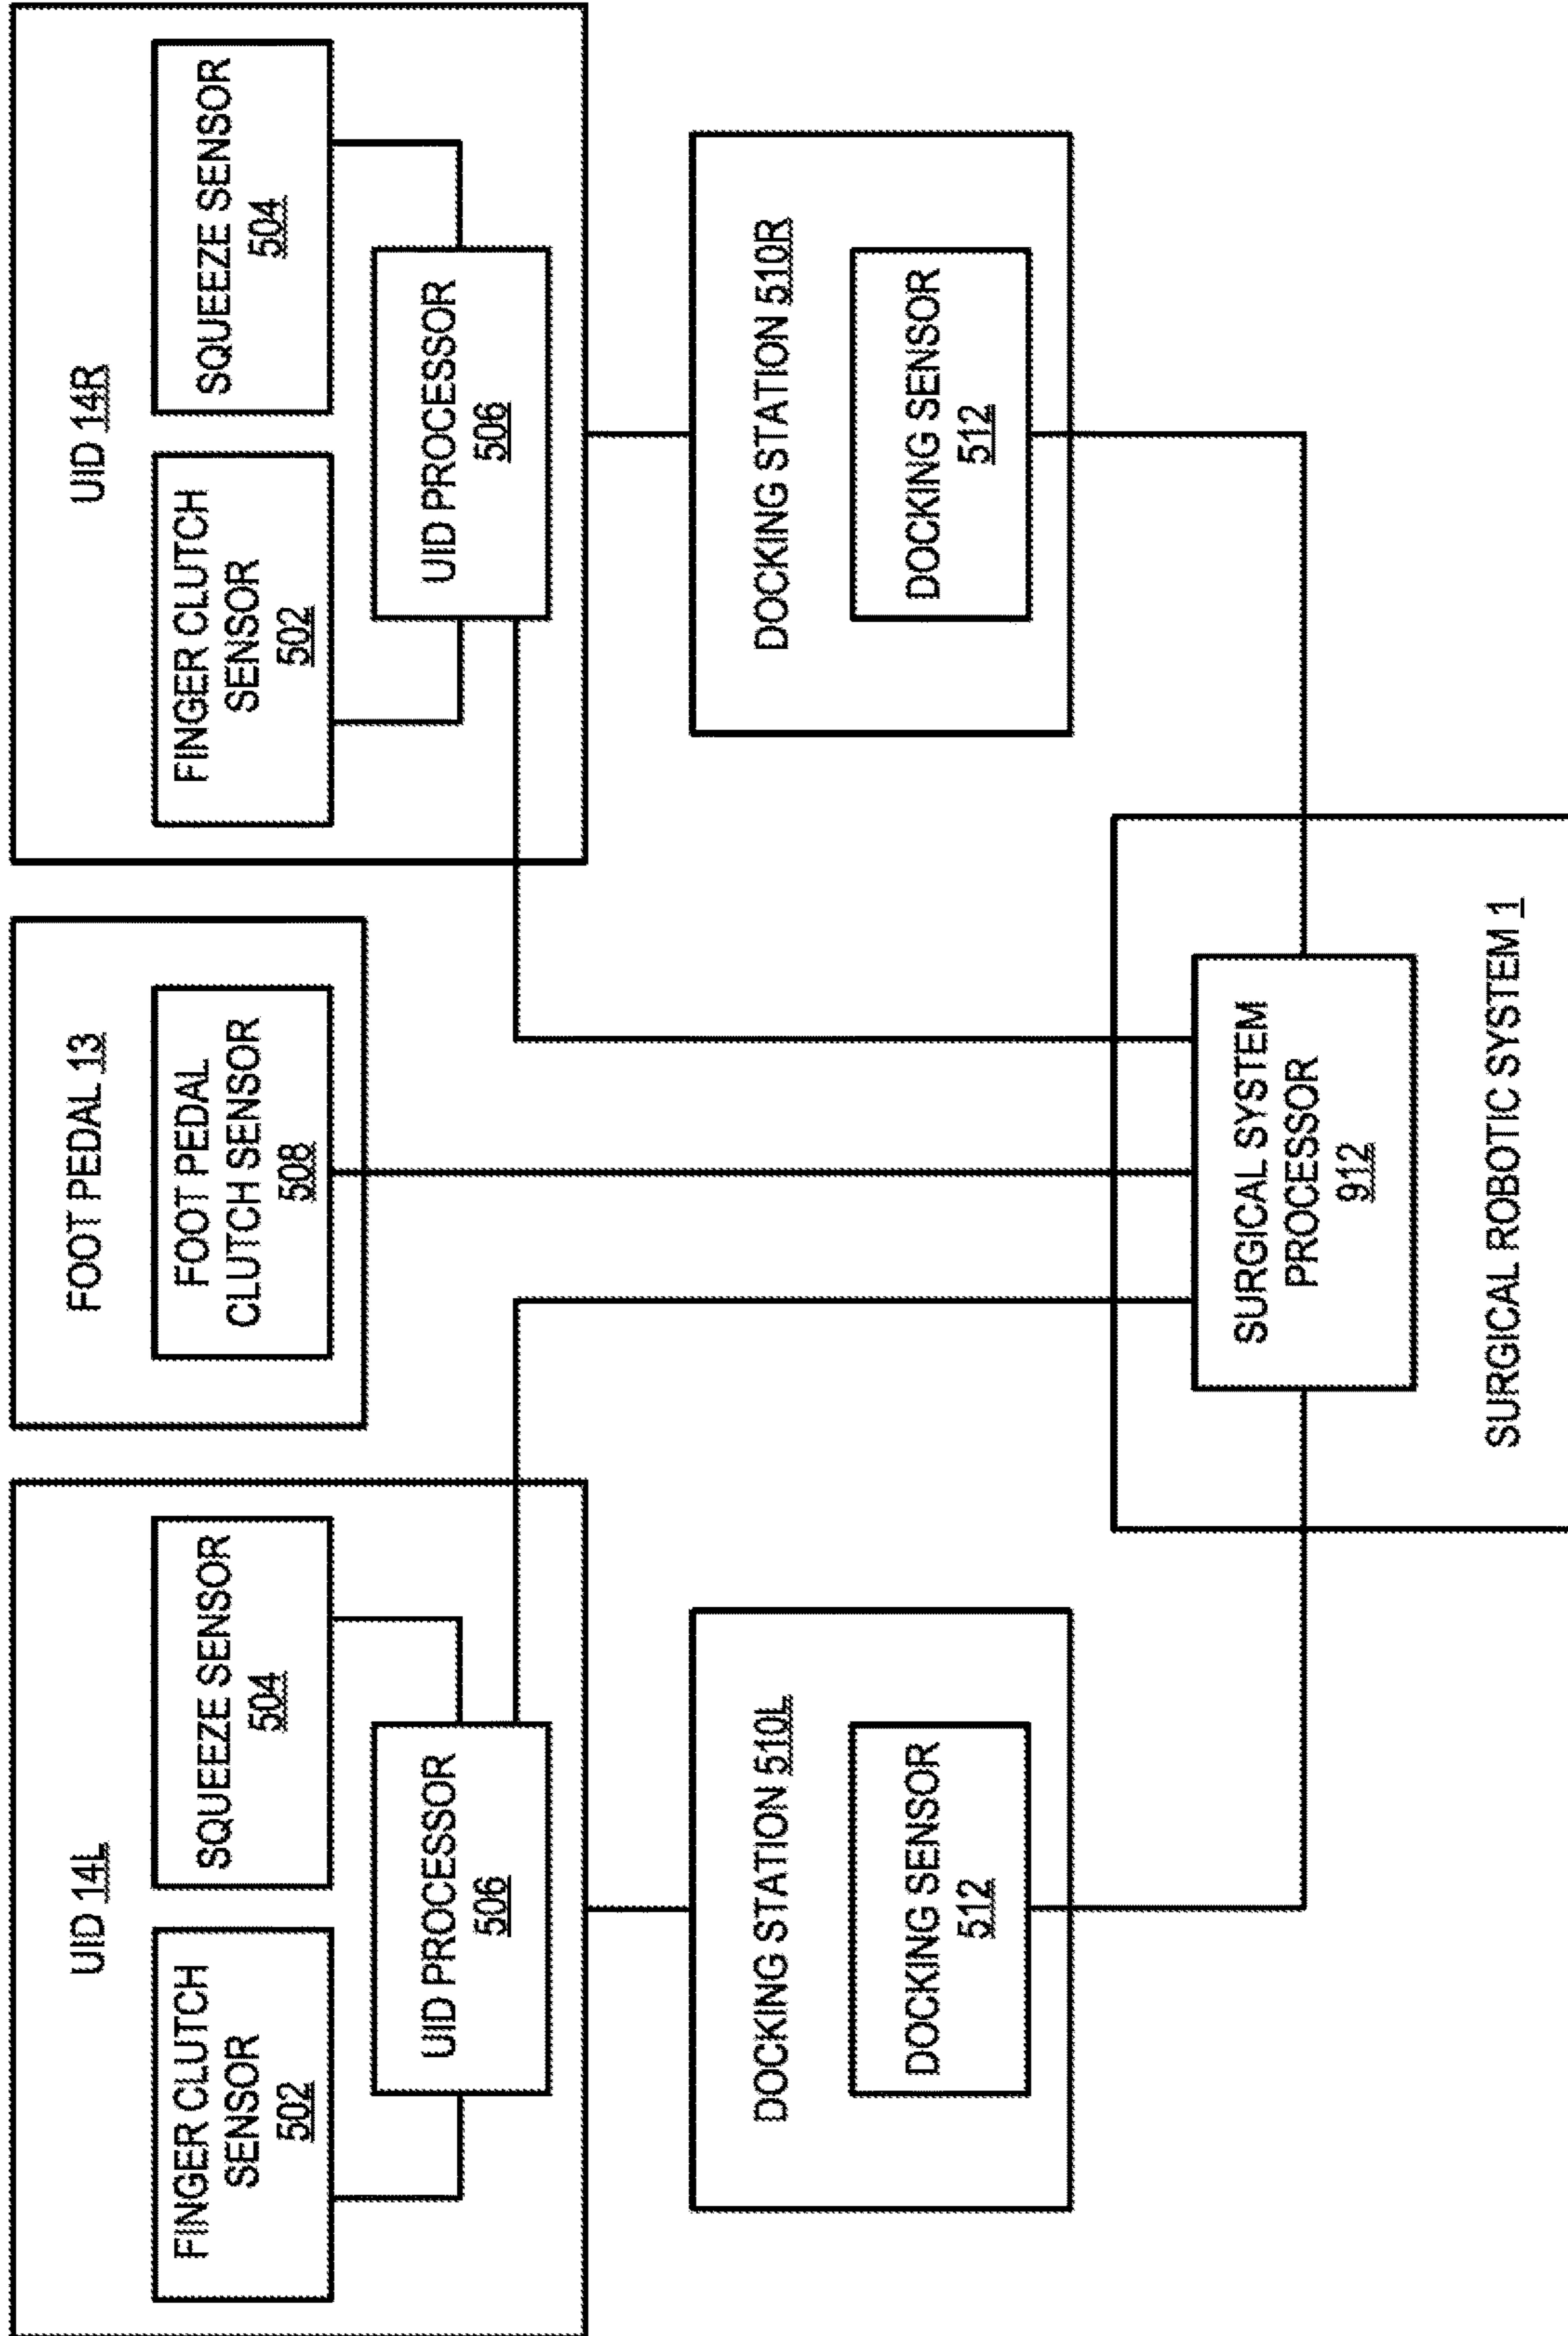 UID 14L
FINGER CLUTCH
SENSOR
502
SQUEEZE SENSOR
504
UID PROCESSOR
506
FOOT PEDAL 13
FOOT PEDAL
CLUTCH SENSOR
508
UID 14R
FINGER CLUTCH
SENSOR
502
SQUEEZE SENSOR
504
UID PROCESSOR
506
DOCKING STATION 510L
DOCKING SENSOR
512
DOCKING STATION 510R
DOCKING SENSOR
512
SURGICAL SYSTEM
PROCESSOR
912
SURGICAL ROBOTIC SYSTEM 1